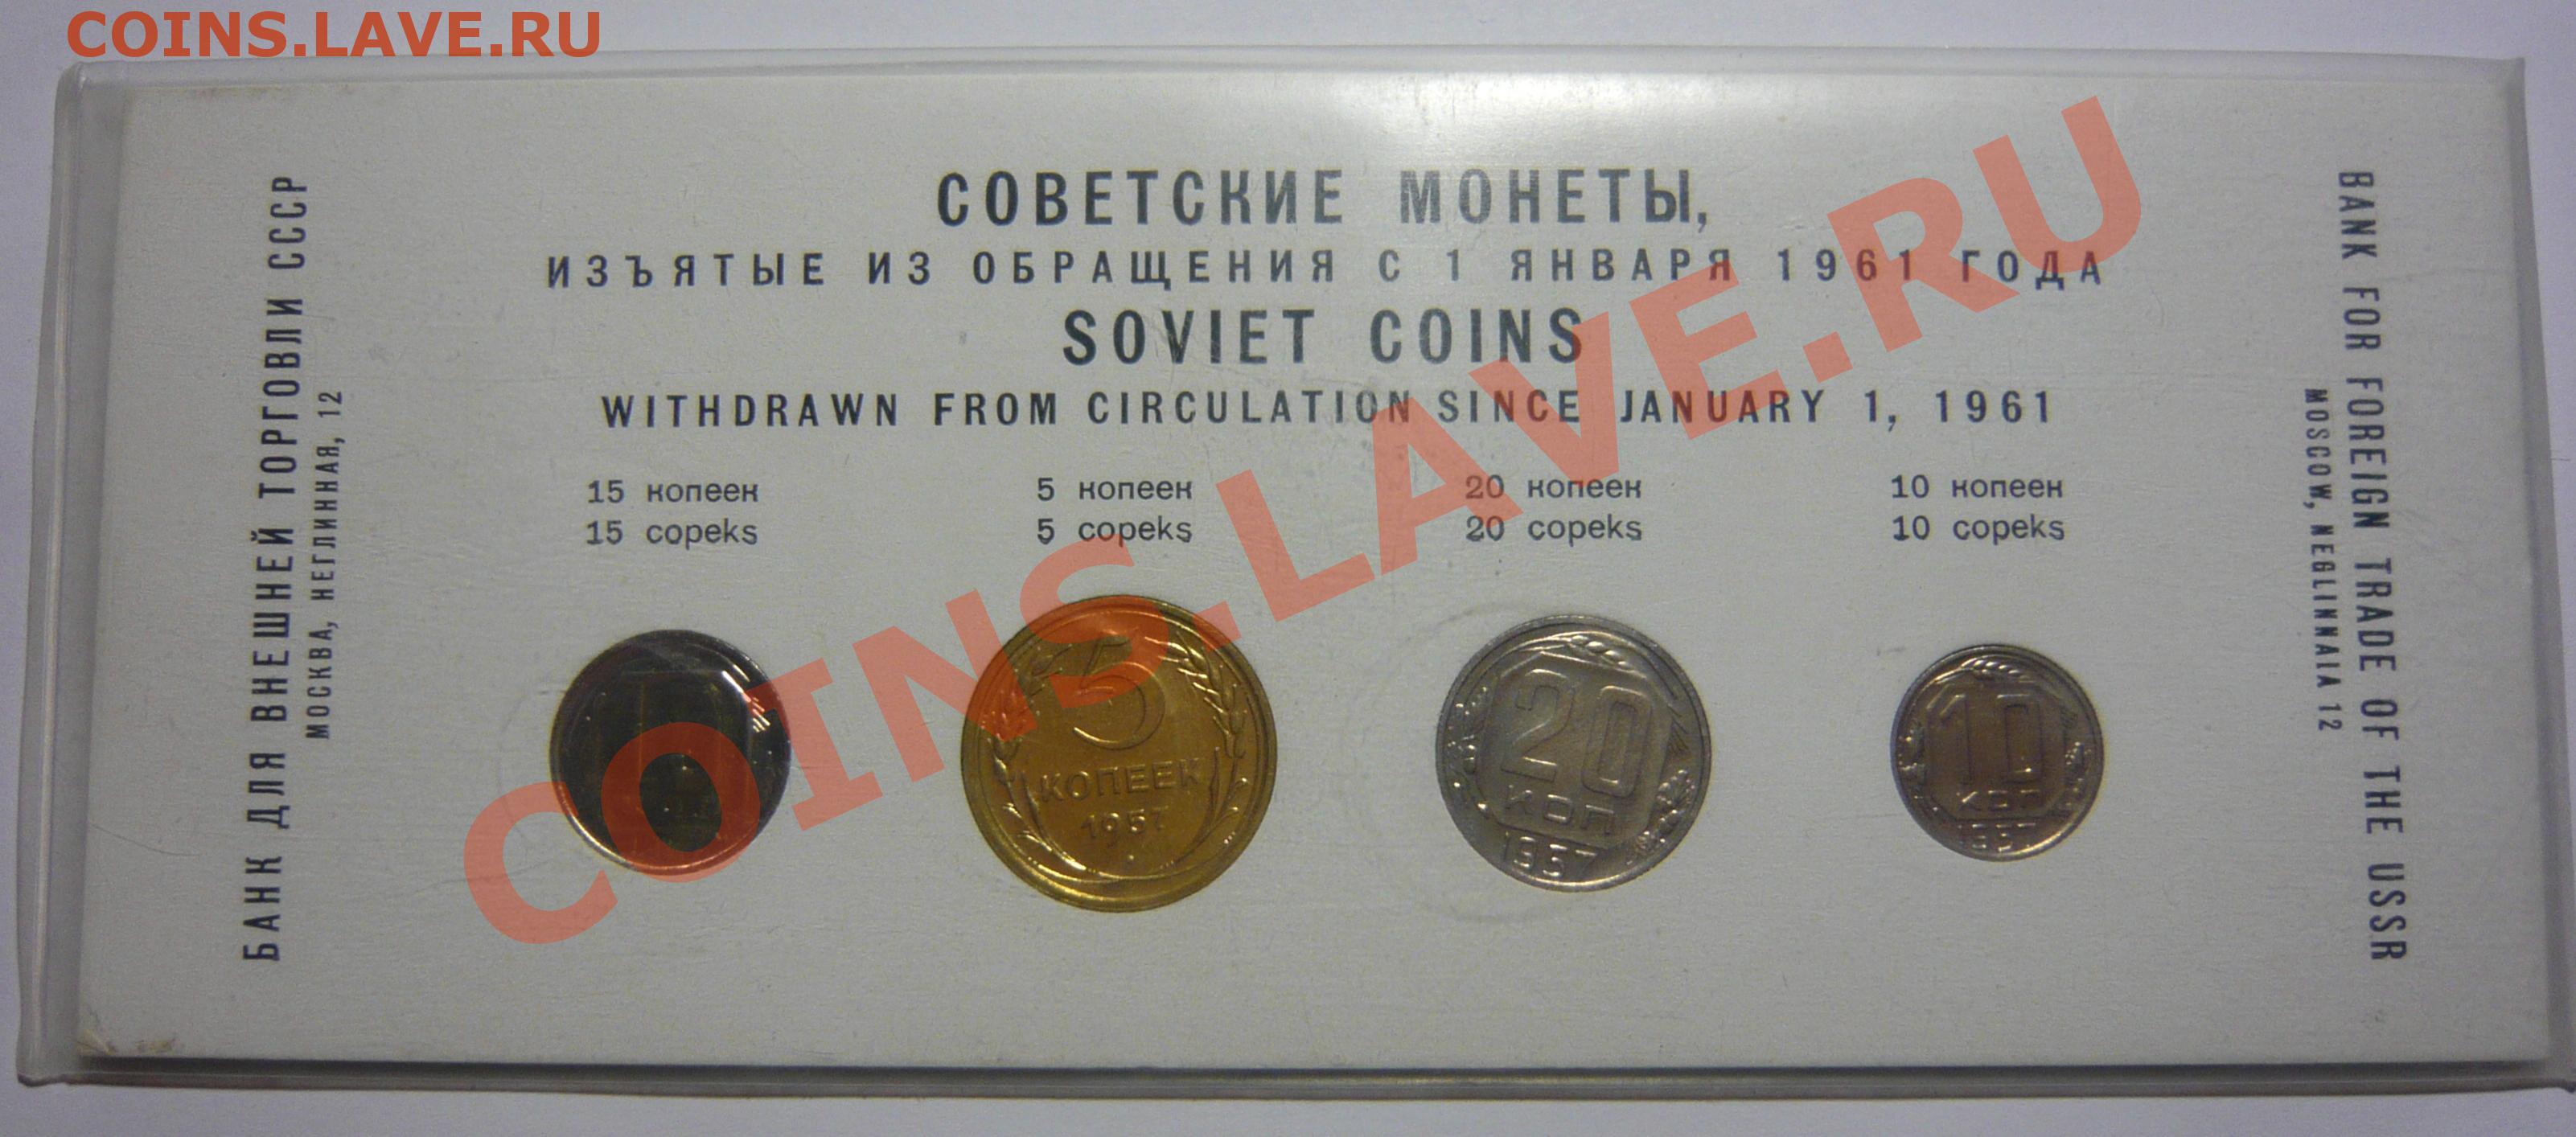 COINS.LAVE.RU
СОВЕТСКИЕ МОНЕТЫ,
ИЗЪЯТЫЕ ИЗ ОБРАЩЕНИЯ С 1 ЯНВАРЯ 1961 ГОДА
SOVIET COINS
WITHDRAWN FROM CIRCULATION SINCE JANUARY 1, 1961
БАНК ДЛЯ ВНЕШНЕЙ ТОРГОВЛИ СССР
МОСКВА, НЕГЛИННАЯ, 12
15 копеек
15 copeks
5 копеек
5 copeks
20 копеек
20 copeks
10 копеек
10 copeks
5
КОПЕЕК
1957
20
КОП
1957
10
КОП
1957
BANK FOR FOREIGN TRADE OF THE USSR
MOSCOW, NEGLINNAIA 12
COINS.LAVE.RU